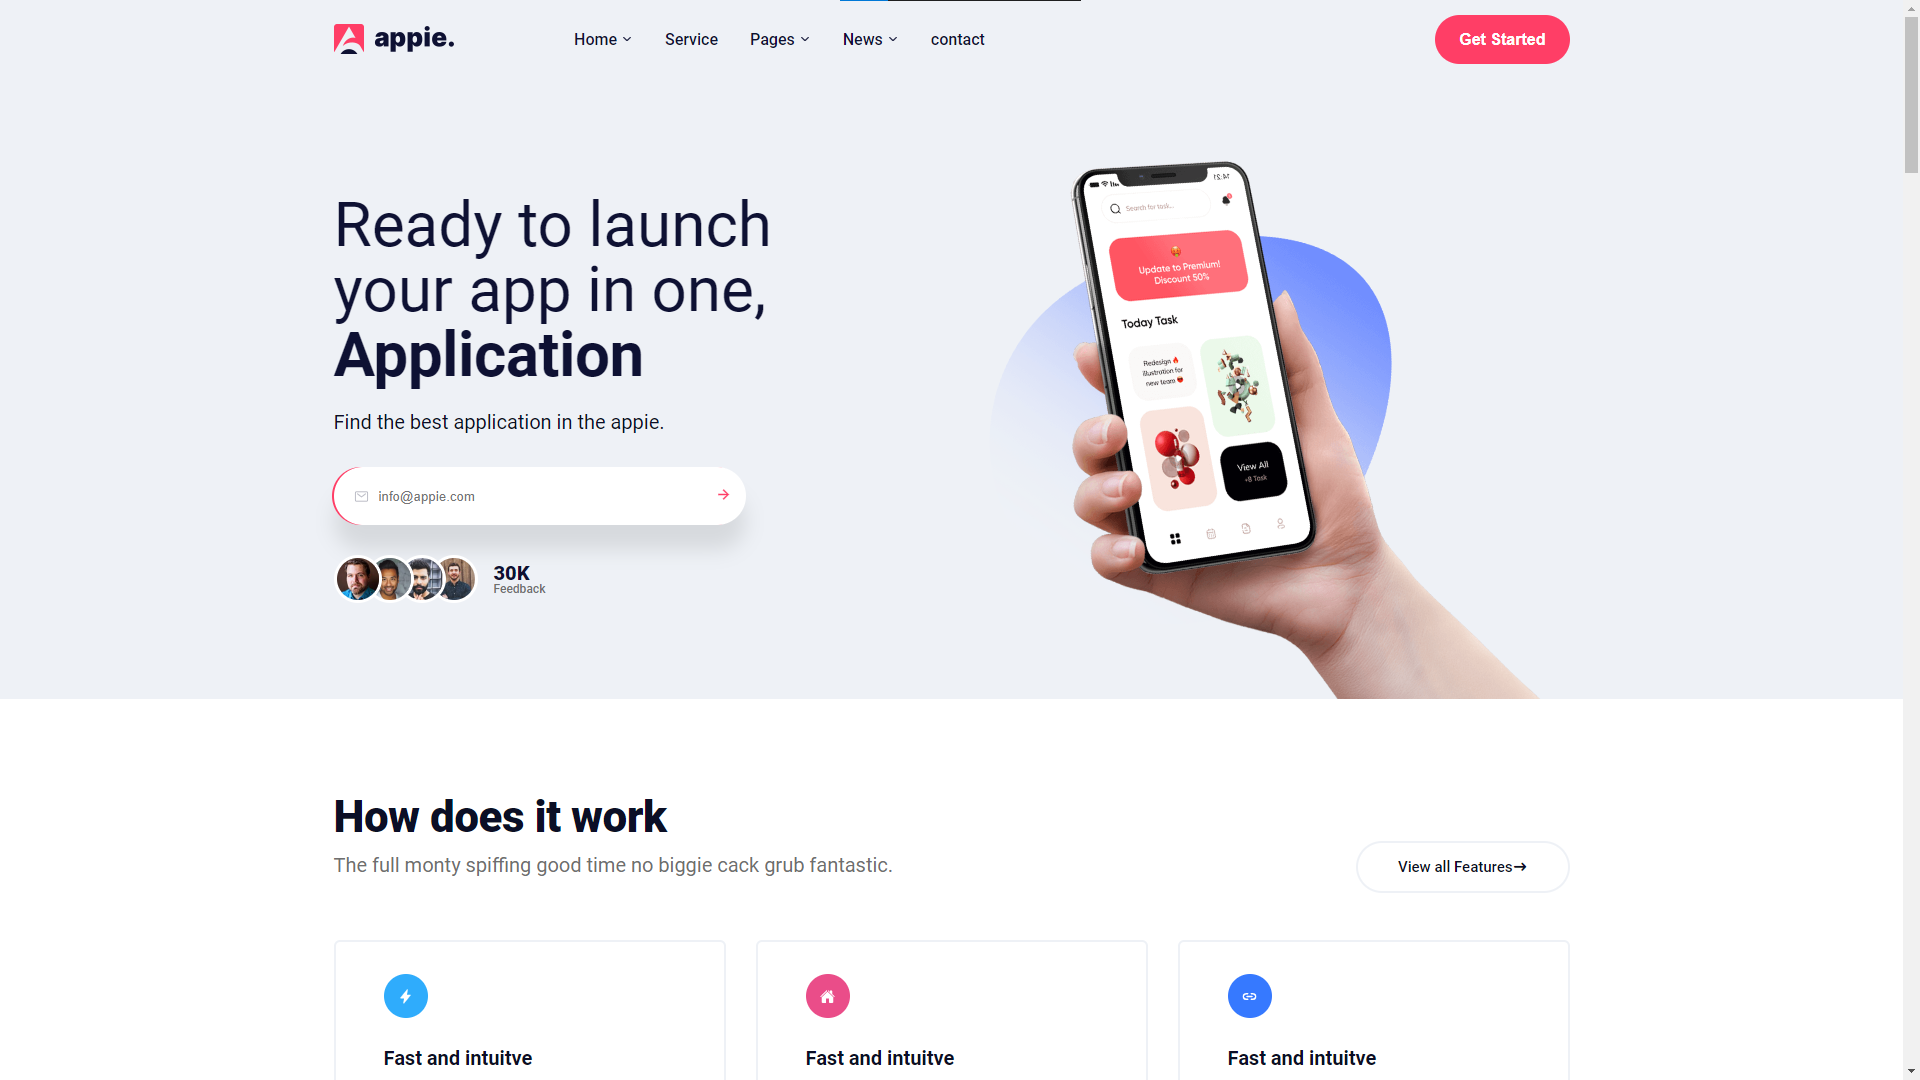 appie.
Home
Service
Pages
News
contact
Get Started
Ready to launch
your app in one,
Application
Find the best application in the appie.
info@appie.com
30K
Feedback
Search for task...
Update to Premium!
Discount 50%
Today Task
Redesign 🔥
illustration for
new team 😎
View All
+8 Task
How does it work
The full monty spiffing good time no biggie cack grub fantastic.
View all Features→
Fast and intuitve
Fast and intuitve
Fast and intuitve